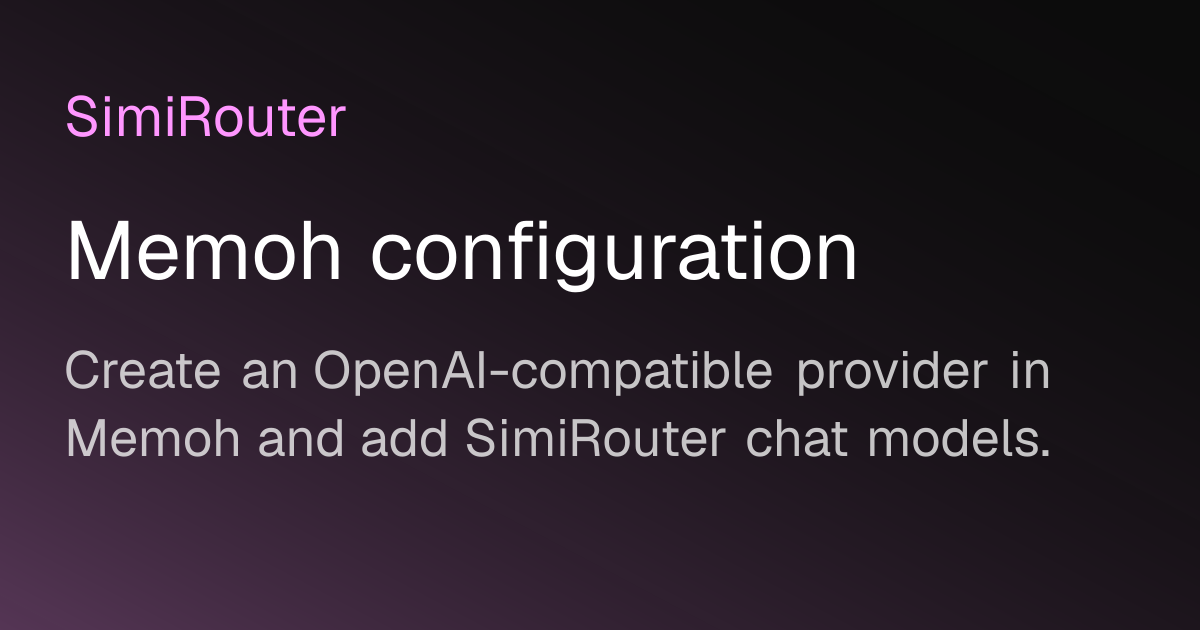 SimiRouter
Memoh configuration
Create an OpenAI-compatible provider in
Memoh and add SimiRouter chat models.